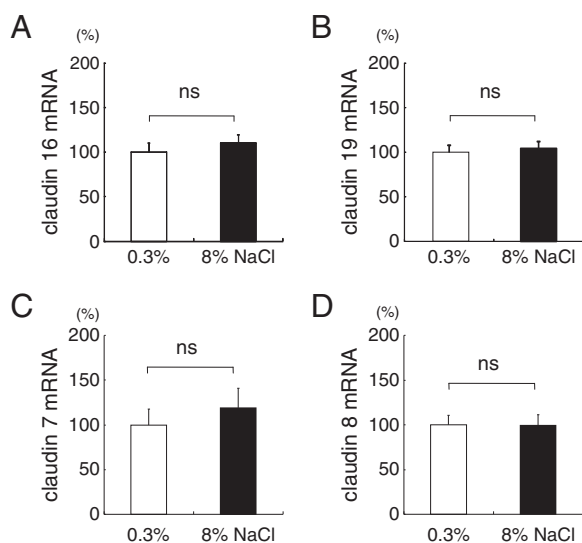 A
(%)
claudin 16 mRNA
200
150
100
50
0
ns
0.3%
8% NaCl
B
(%)
claudin 19 mRNA
200
150
100
50
0
ns
0.3%
8% NaCl
C
(%)
claudin 7 mRNA
200
150
100
50
0
ns
0.3%
8% NaCl
D
(%)
claudin 8 mRNA
200
150
100
50
0
ns
0.3%
8% NaCl